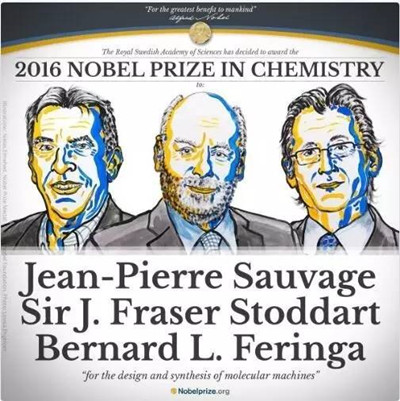 "For the greatest benefit to mankind"
Alfred Nobel
The Royal Swedish Academy of Sciences has decided to award the
2016 NOBEL PRIZE IN CHEMISTRY
to:
Jean-Pierre Sauvage
Sir J. Fraser Stoddart
Bernard L. Feringa
"for the design and synthesis of molecular machines"
Nobelprize.org